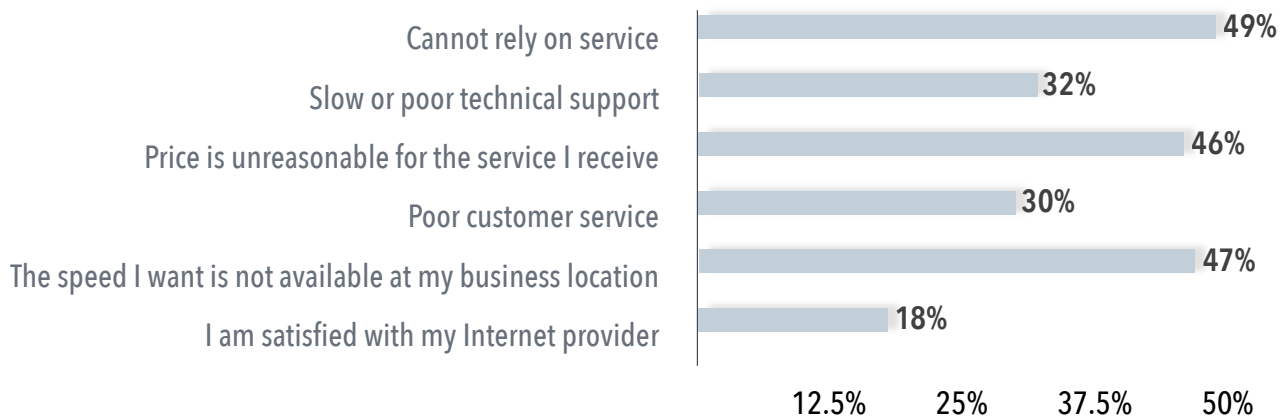 Cannot rely on service
49%
Slow or poor technical support
32%
Price is unreasonable for the service I receive
46%
Poor customer service
30%
The speed I want is not available at my business location
47%
I am satisfied with my Internet provider
18%
12.5% 25% 37.5% 50%